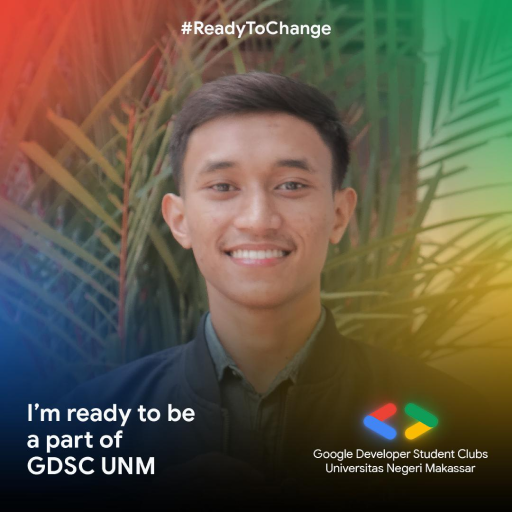 #ReadyToChange
I'm ready to be
a part of
GDSC UNM
Google Developer Student Clubs
Universitas Negeri Makassar